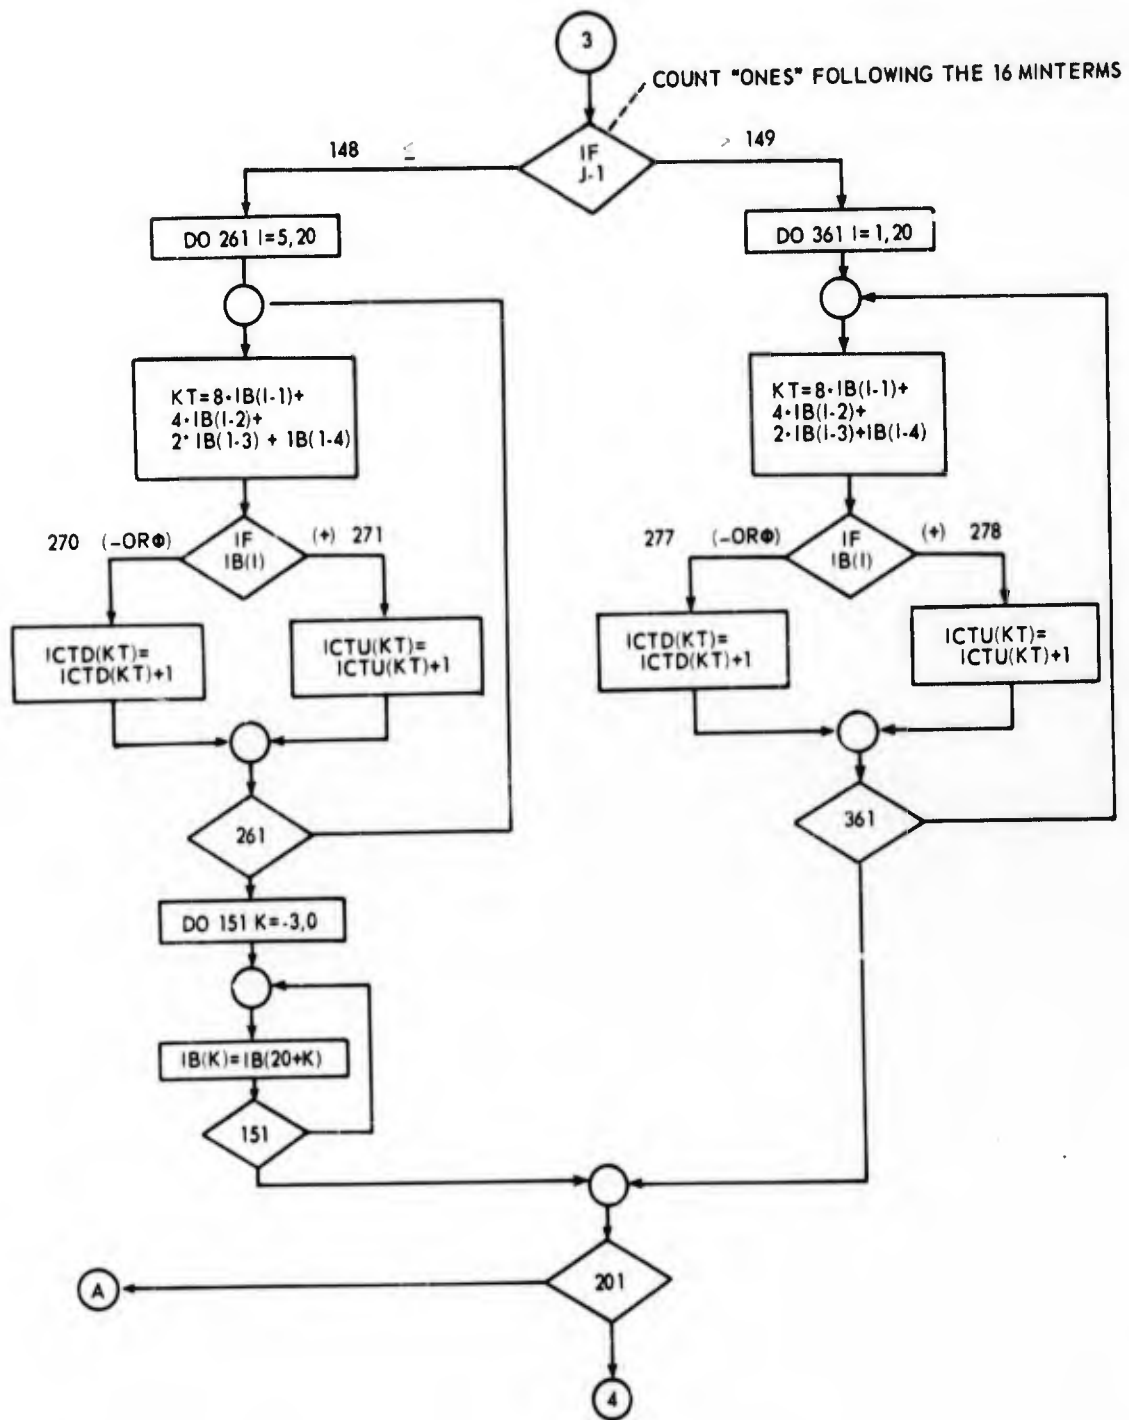 3
COUNT "ONES" FOLLOWING THE 16 MINTERMS
148 ≤
IF
J-1
> 149
DO 261 I=5,20
DO 361 I=1,20
KT=8·IB(I-1)+
4·IB(I-2)+
2·IB(1-3) + IB(1-4)
KT=8·IB(I-1)+
4·IB(I-2)+
2·IB(I-3)+IB(I-4)
270 (-ORΦ)
IF
IB(I)
(+) 271
277 (-ORΦ)
IF
IB(I)
(+) 278
ICTD(KT)=
ICTD(KT)+1
ICTU(KT)=
ICTU(KT)+1
ICTD(KT)=
ICTD(KT)+1
ICTU(KT)=
ICTU(KT)+1
261
361
DO 151 K=-3,0
IB(K)=IB(20+K)
151
201
A
4